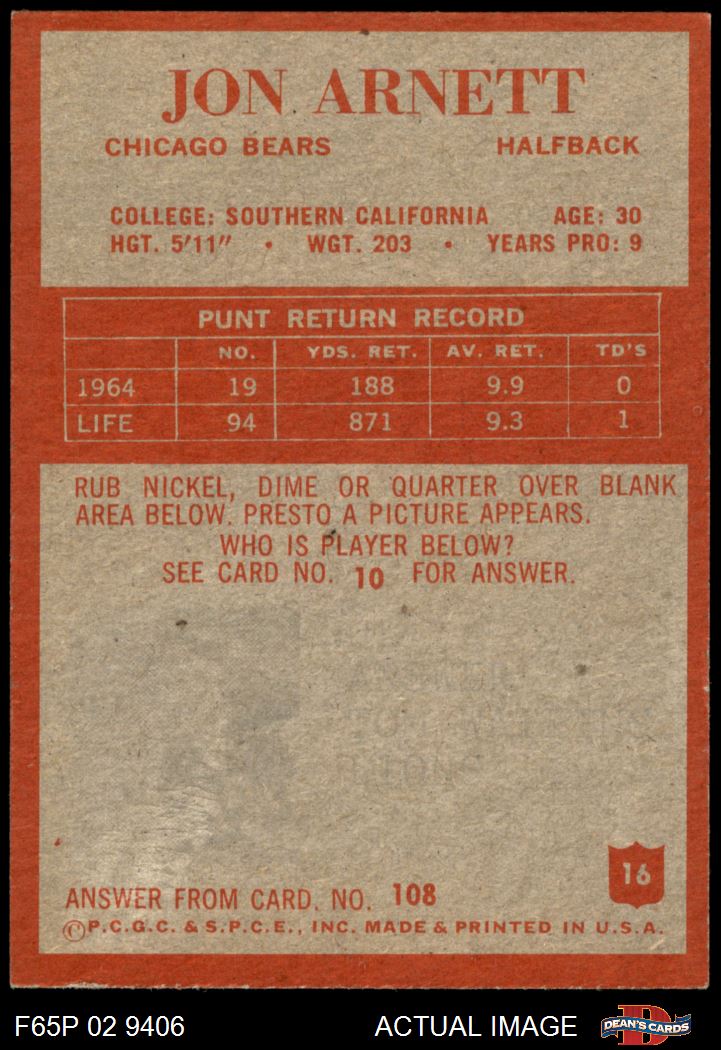 JON ARNETT
CHICAGO BEARS HALFBACK
COLLEGE: SOUTHERN CALIFORNIA AGE: 30
HGT. 5'11" • WGT. 203 • YEARS PRO: 9
PUNT RETURN RECORD
NO. YDS. RET. AV. RET. TD'S
1964 19 188 9.9 0
LIFE 94 871 9.3 1
RUB NICKEL, DIME OR QUARTER OVER BLANK
AREA BELOW. PRESTO A PICTURE APPEARS.
WHO IS PLAYER BELOW?
SEE CARD NO. 10 FOR ANSWER.
16
ANSWER FROM CARD. NO. 108
©P.C.G.C. & S.P.C.E., INC. MADE & PRINTED IN U.S.A.
F65P 02 9406 ACTUAL IMAGE DEAN'S CARDS